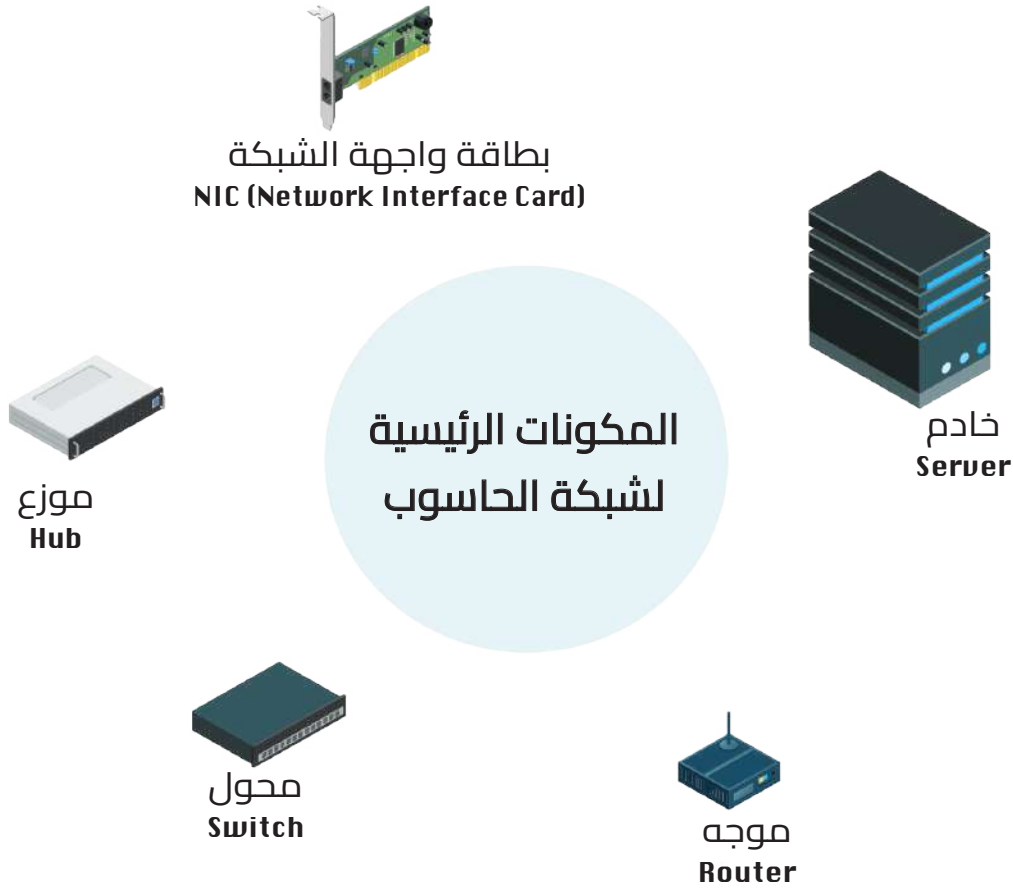 بطاقة واجهة الشبكة
NIC (Network Interface Card)
خادم
Server
المكونات الرئيسية
لشبكة الحاسوب
موزع
Hub
محول
Switch
موجه
Router